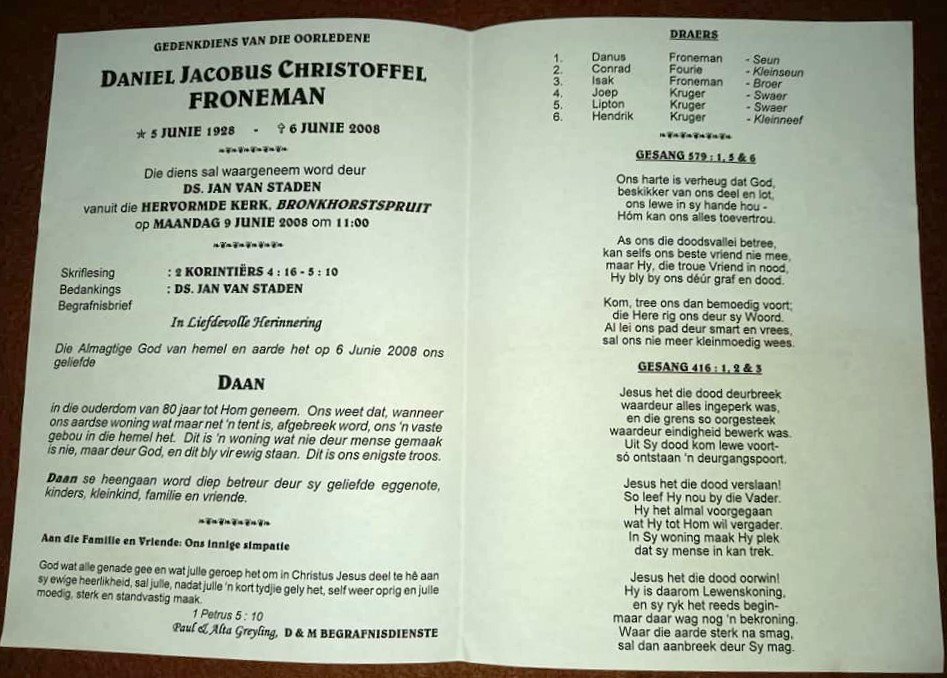 GEDENKDIENS VAN DIE OORLEDENE
DANIEL JACOBUS CHRISTOFFEL
FRONEMAN
☆ 5 JUNIE 1928 - ✞ 6 JUNIE 2008
Die diens sal waargeneem word deur
DS. JAN VAN STADEN
vanuit die HERVORMDE KERK, BRONKHORSTSPRUIT
op MAANDAG 9 JUNIE 2008 om 11:00
Skriflesing : 2 KORINTIËRS 4 : 16 - 5 : 10
Bedankings : DS. JAN VAN STADEN
Begrafnisbrief
In Liefdevolle Herinnering
Die Almagtige God van hemel en aarde het op 6 Junie 2008 ons
geliefde
DAAN
in die ouderdom van 80 jaar tot Hom geneem. Ons weet dat, wanneer
ons aardse woning wat maar net 'n tent is, afgebreek word, ons 'n vaste
gebou in die hemel het. Dit is 'n woning wat nie deur mense gemaak
is nie, maar deur God, en dit bly vir ewig staan. Dit is ons enigste troos.
Daan se heengaan word diep betreur deur sy geliefde eggenote,
kinders, kleinkind, familie en vriende.
Aan die Familie en Vriende: Ons innige simpatie
God wat alle genade gee en wat julle geroep het om in Christus Jesus deel te hê aan
sy ewige heerlikheid, sal julle, nadat julle 'n kort tydjie gely het, self weer oprig en julle
moedig, sterk en standvastig maak.
1 Petrus 5 : 10
Paul & Alta Greyling, D & M BEGRAFNISDIENSTE
DRAERS
1. Danus Froneman - Seun
2. Conrad Fourie - Kleinseun
3. Isak Froneman - Broer
4. Joep Kruger - Swaer
5. Lipton Kruger - Swaer
6. Hendrik Kruger - Kleinneef
GESANG 579 : 1, 5 & 6
Ons harte is verheug dat God,
beskikker van ons deel en lot,
ons lewe in sy hande hou -
Hóm kan ons alles toevertrou.
As ons die doodsvallei betree,
kan selfs ons beste vriend nie mee,
maar Hy, die troue Vriend in nood,
Hy bly by ons déúr graf en dood.
Kom, tree ons dan bemoedig voort;
die Here rig ons deur sy Woord.
Al lei ons pad deur smart en vrees,
sal ons nie meer kleinmoedig wees.
GESANG 416 : 1, 2 & 3
Jesus het die dood deurbreek
waardeur alles ingeperk was,
en die grens so oorgesteek
waardeur eindigheid bewerk was.
Uit Sy dood kom lewe voort-
só ontstaan 'n deurgangspoort.
Jesus het die dood verslaan!
So leef Hy nou by die Vader.
Hy het almal voorgegaan
wat Hy tot Hom wil vergader.
In Sy woning maak Hy plek
dat sy mense in kan trek.
Jesus het die dood oorwin!
Hy is daarom Lewenskoning,
en sy ryk het reeds begin-
maar daar wag nog 'n bekroning.
Waar die aarde sterk na smag,
sal dan aanbreek deur Sy mag.